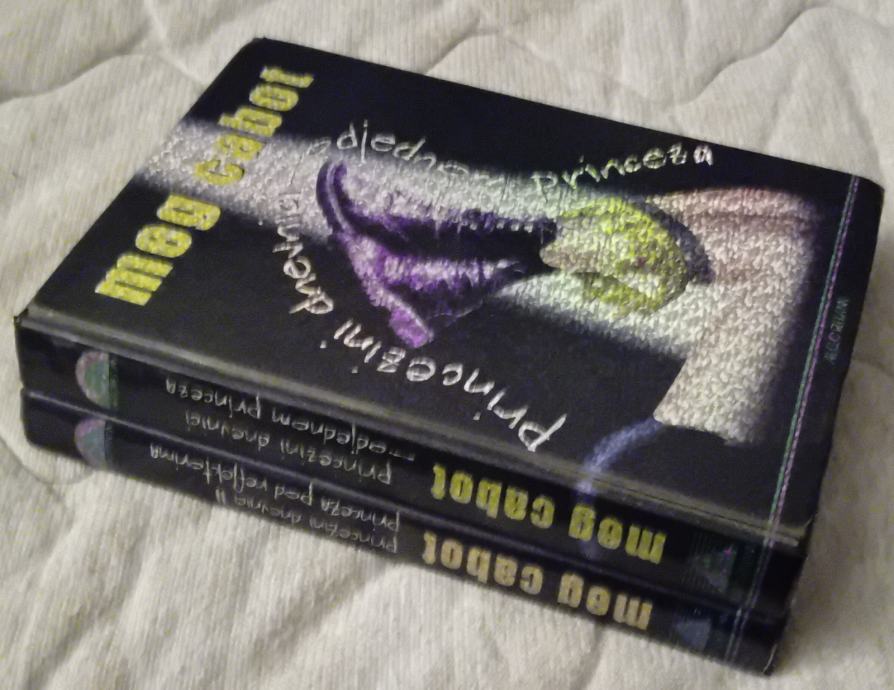 meg cabot
princezini dnevnici odjednom princeza
ALGORITAM
meg cabot
princezini dnevnici
odjednom princeza
meg cabot
princezini dnevnici II
princeza pod reflektorima